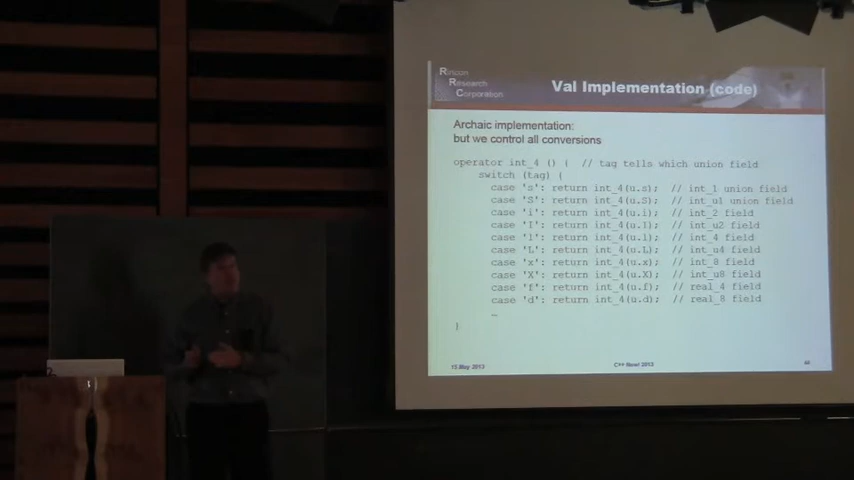 Rincon
Research
Corporation
Val Implementation (code)
Archaic implementation:
but we control all conversions
operator int_4 () { // tag tells which union field
switch (tag) {
case 's': return int_4(u.s); // int_1 union field
case 'S': return int_4(u.S); // int_u1 union field
case 'i': return int_4(u.i); // int_2 field
case 'I': return int_4(u.I); // int_u2 field
case 'l': return int_4(u.l); // int_4 field
case 'L': return int_4(u.L); // int_u4 field
case 'x': return int_4(u.x); // int_8 field
case 'X': return int_4(u.X); // int_u8 field
case 'f': return int_4(u.f); // real_4 field
case 'd': return int_4(u.d); // real_8 field
…
}
15 May 2013
C++ Now! 2013